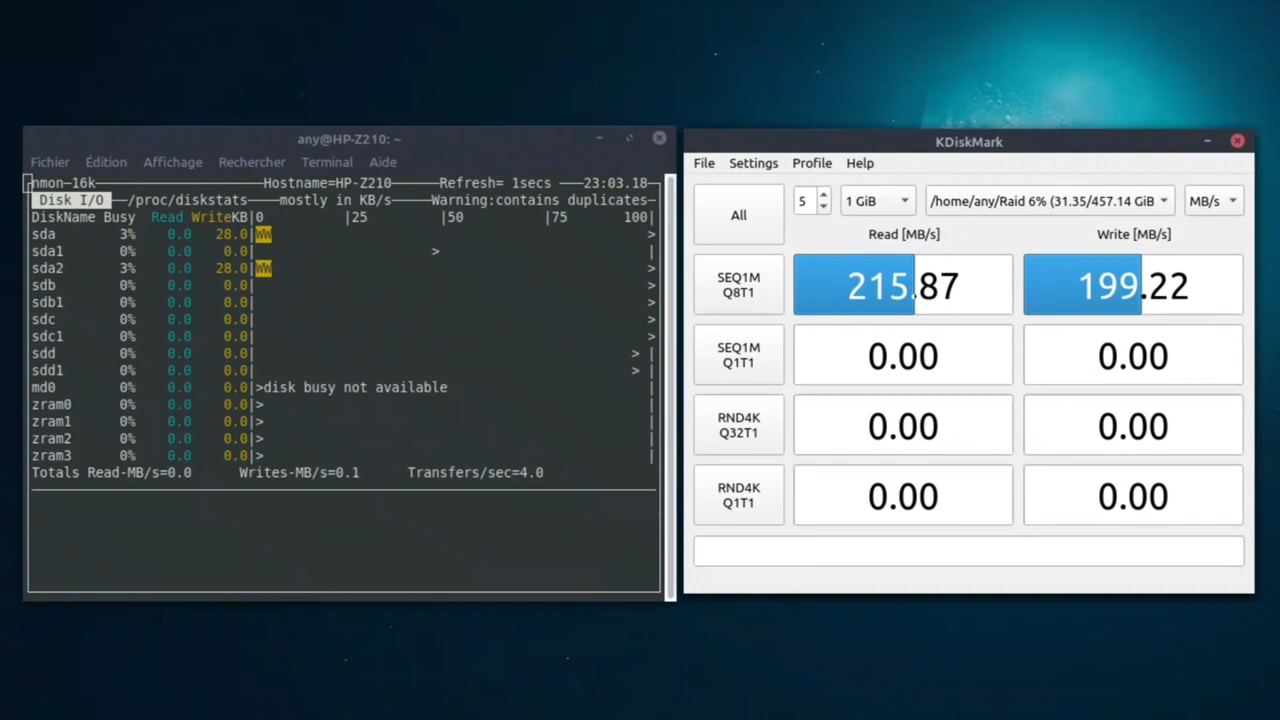 any@HP-Z210: ~
Fichier Édition Affichage Rechercher Terminal Aide
nmon—16k Hostname=HP-Z210 Refresh= 1secs 23:03.18
Disk I/O /proc/diskstats mostly in KB/s Warning:contains duplicates
DiskName Busy Read WriteKB|0 |25 |50 |75 100|
sda 3% 0.0 28.0|WW >
sda1 0% 0.0 0.0| > |
sda2 3% 0.0 28.0|WW >
sdb 0% 0.0 0.0| >
sdb1 0% 0.0 0.0| >
sdc 0% 0.0 0.0| >
sdc1 0% 0.0 0.0| >
sdd 0% 0.0 0.0| > |
sdd1 0% 0.0 0.0| > |
md0 0% 0.0 0.0|>disk busy not available |
zram0 0% 0.0 0.0|> |
zram1 0% 0.0 0.0|> |
zram2 0% 0.0 0.0|> |
zram3 0% 0.0 0.0|> |
Totals Read-MB/s=0.0 Writes-MB/s=0.1 Transfers/sec=4.0
KDiskMark
File Settings Profile Help
All 5 1 GiB /home/any/Raid 6% (31.35/457.14 GiB MB/s
Read [MB/s] Write [MB/s]
SEQ1M
Q8T1
215.87 199.22
SEQ1M
Q1T1
0.00 0.00
RND4K
Q32T1
0.00 0.00
RND4K
Q1T1
0.00 0.00